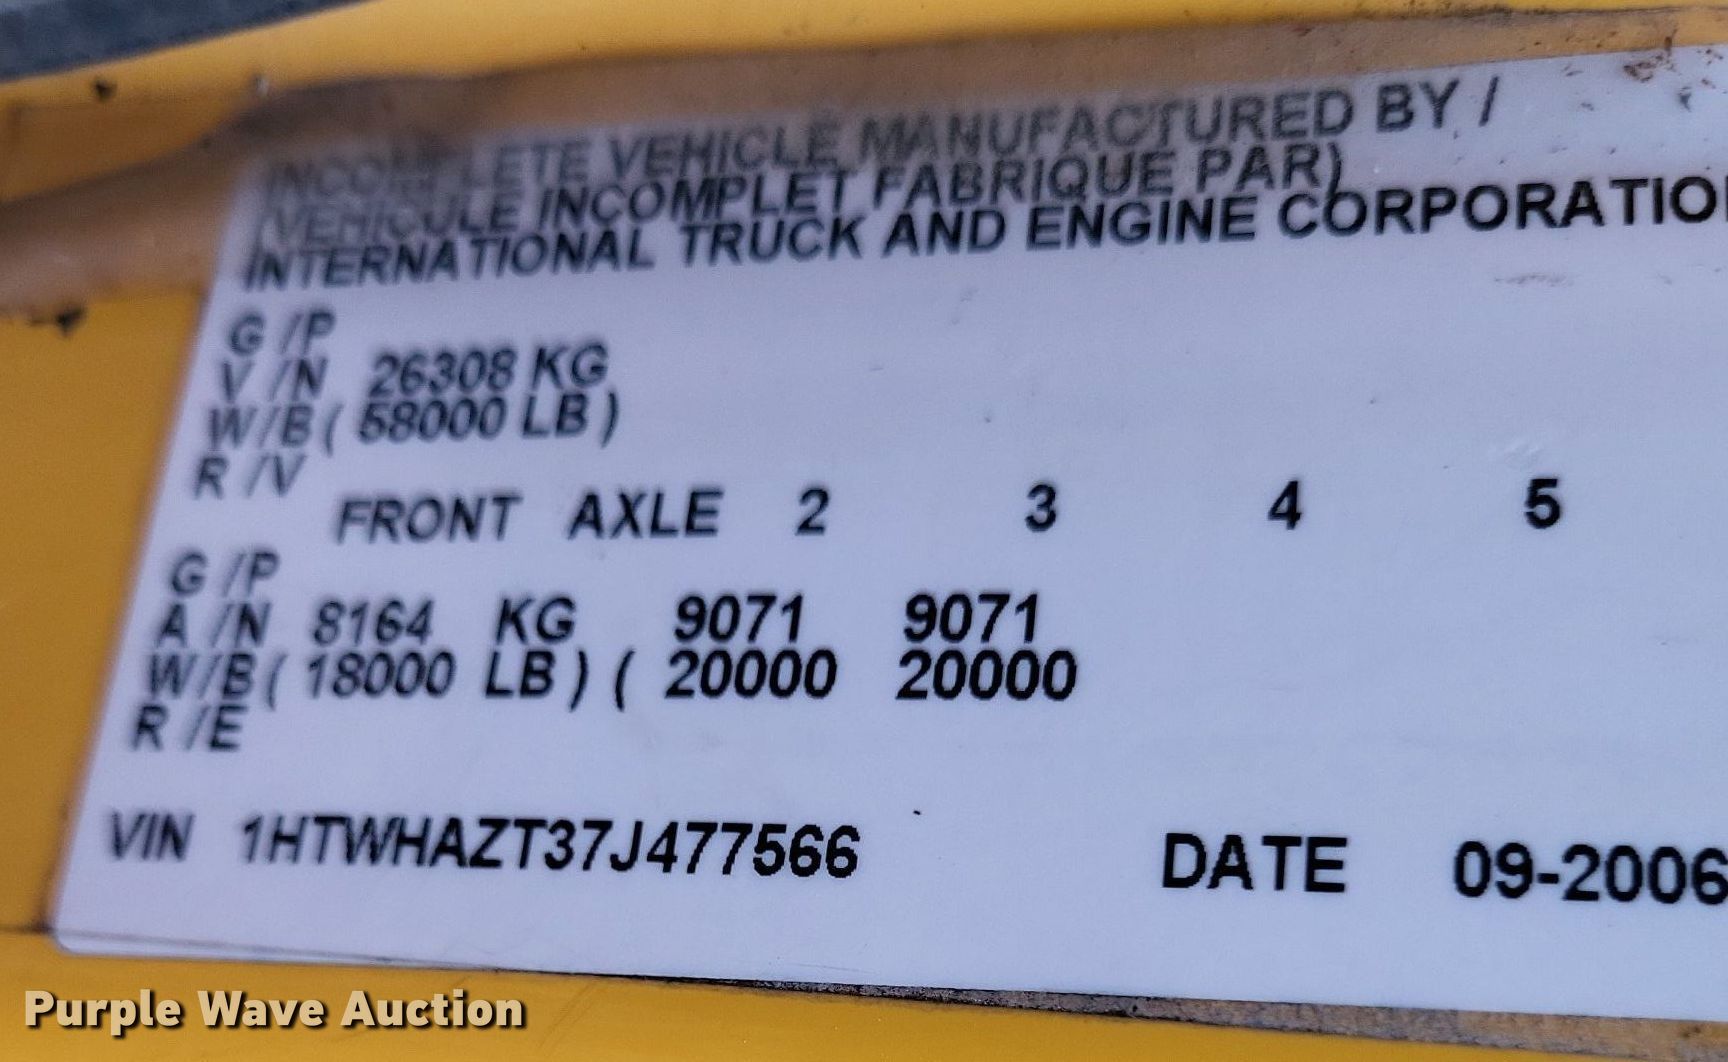 INCOMPLETE VEHICLE MANUFACTURED BY /
(VEHICULE INCOMPLET FABRIQUE PAR)
INTERNATIONAL TRUCK AND ENGINE CORPORATIO
G /P
V /N 26308 KG
W/B ( 58000 LB )
R /V
FRONT AXLE 2 3 4 5
G /P
A /N 8164 KG 9071 9071
W/B ( 18000 LB ) ( 20000 20000
R /E
VIN 1HTWHAZT37J477566 DATE 09-2006
Purple Wave Auction